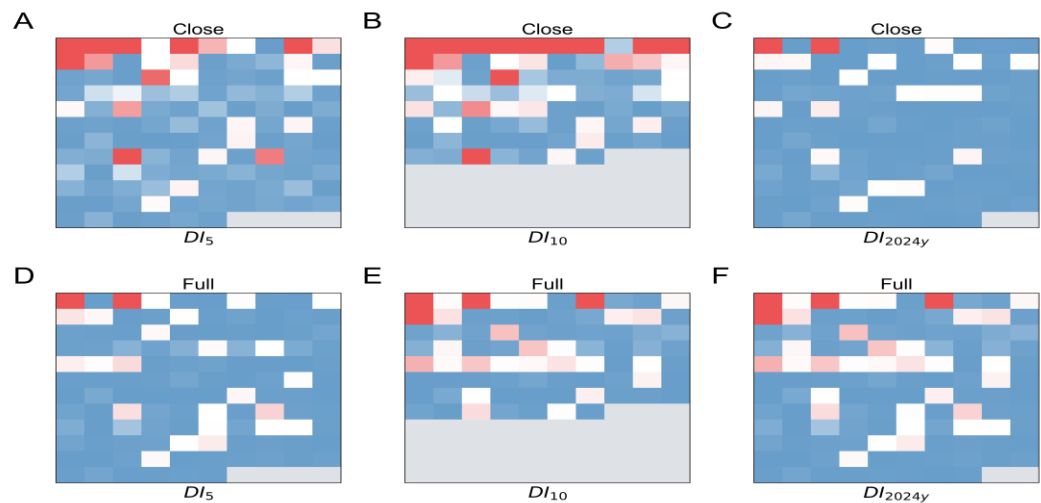 A B C
Close Close Close
DI₅ DI₁₀ DI₂₀₂₄y
D E F
Full Full Full
DI₅ DI₁₀ DI₂₀₂₄y